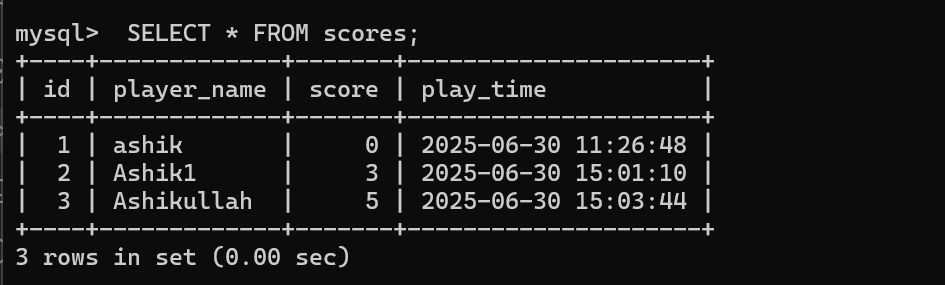 mysql>  SELECT * FROM scores;
+----+-------------+-------+---------------------+
| id | player_name | score | play_time           |
+----+-------------+-------+---------------------+
|  1 | ashik       |     0 | 2025-06-30 11:26:48 |
|  2 | Ashik1      |     3 | 2025-06-30 15:01:10 |
|  3 | Ashikullah  |     5 | 2025-06-30 15:03:44 |
+----+-------------+-------+---------------------+
3 rows in set (0.00 sec)